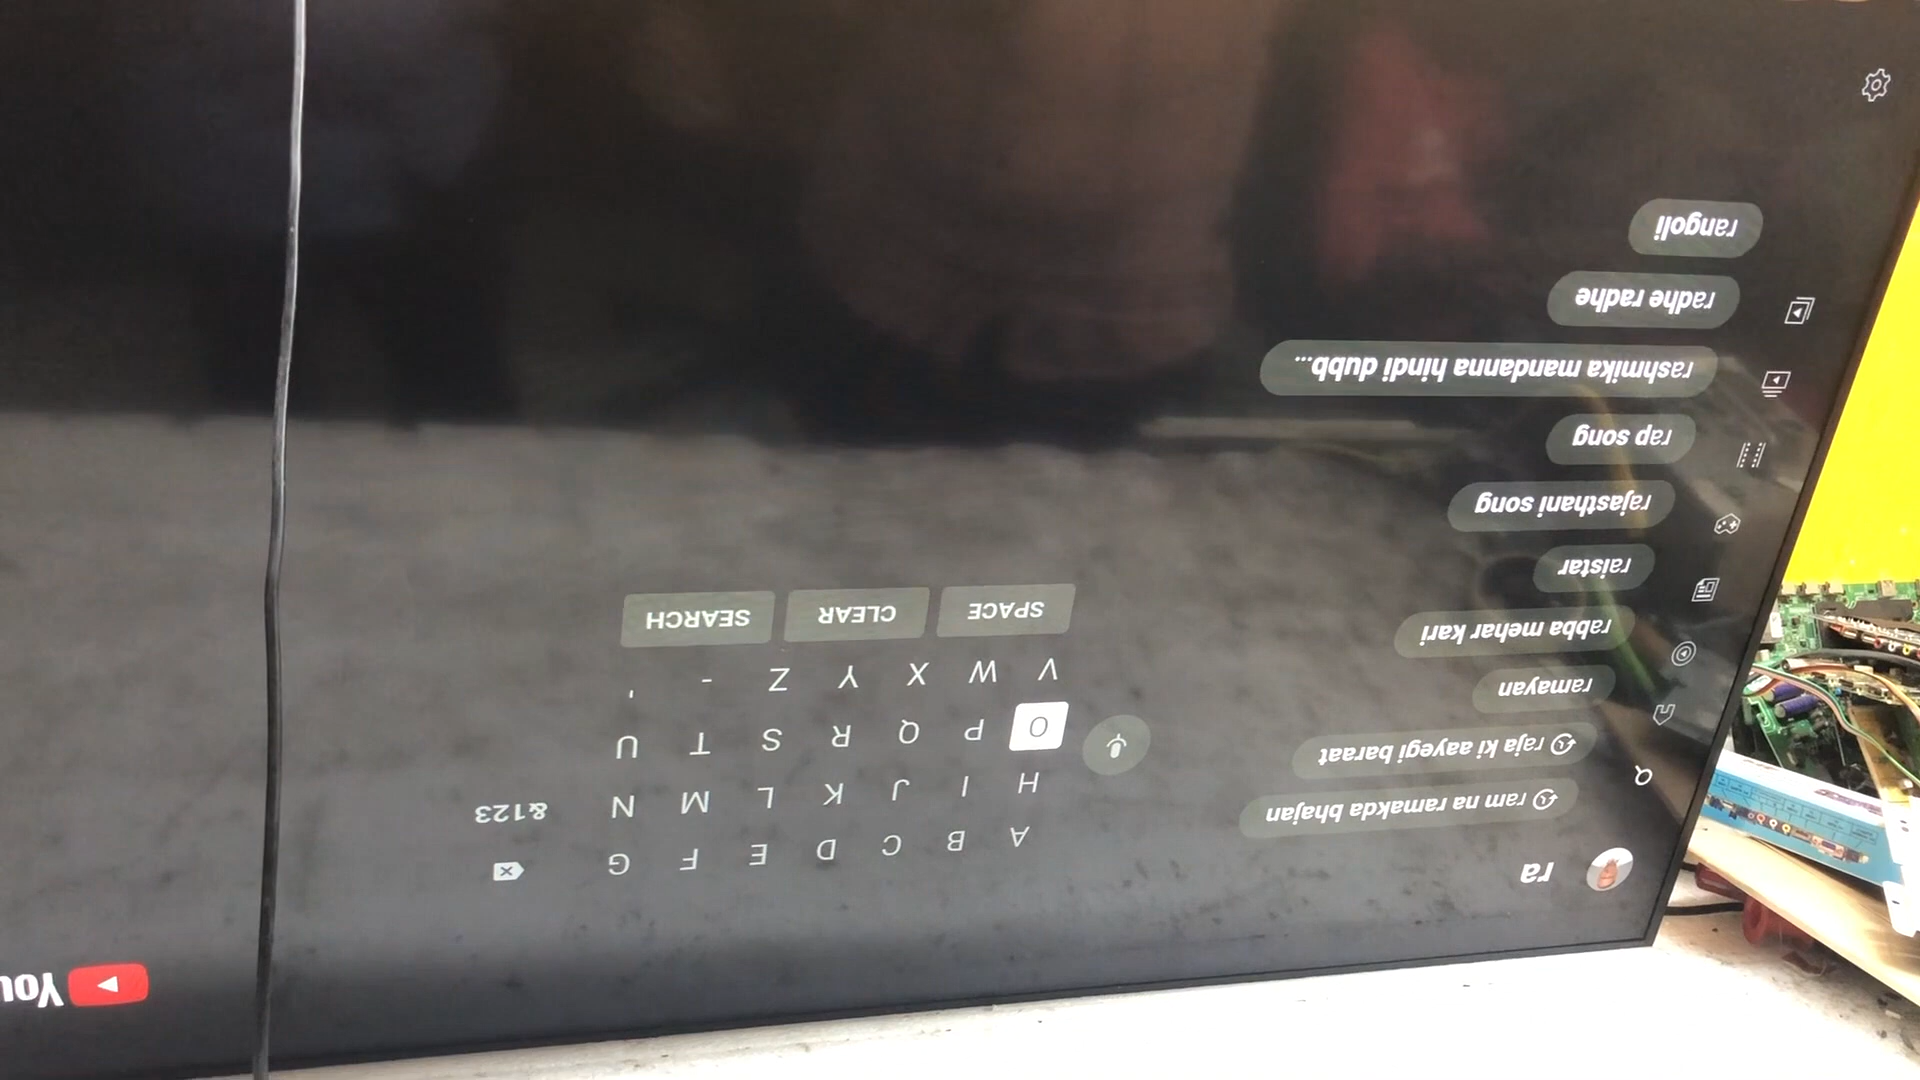 You
ra
ram na ramakda bhajan
raja ki aayegi baraat
ramayan
rabba mehar kari
raistar
rajasthani song
rap song
rashmika mandanna hindi dubb...
radhe radhe
rangoli
A B C D E F G
H I J K L M N &123
O P Q R S T U
V W X Y Z - '
SPACE CLEAR SEARCH